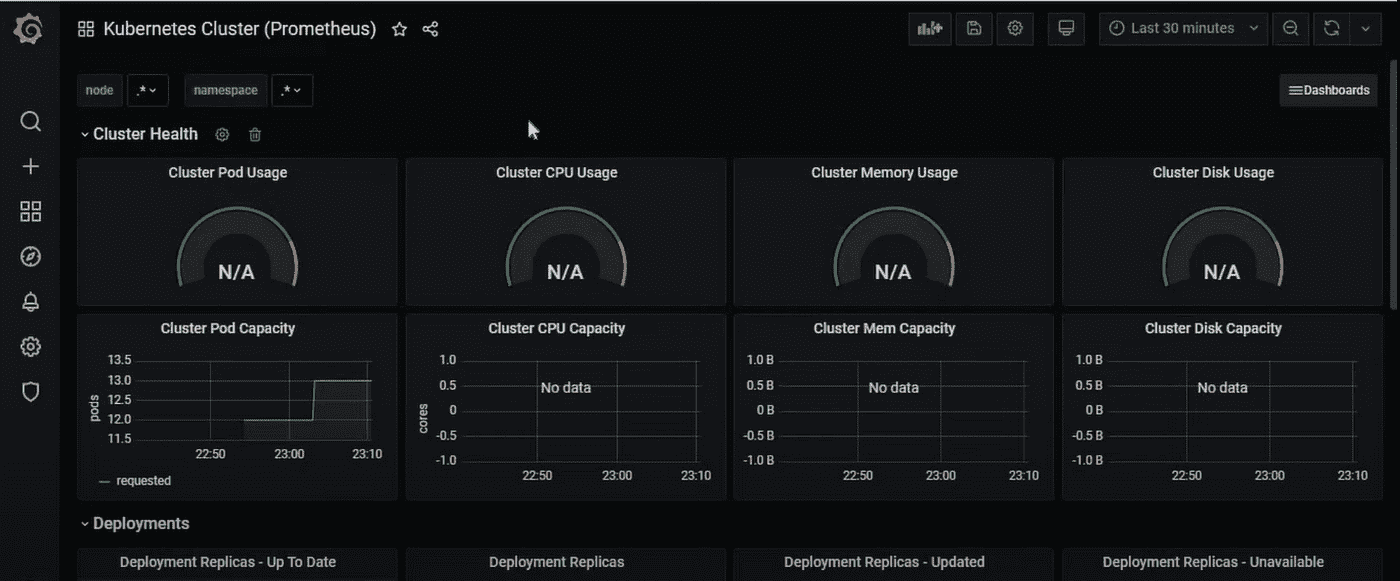 Kubernetes Cluster (Prometheus) Last 30 minutes
node .* namespace .* Dashboards
Cluster Health
Cluster Pod Usage Cluster CPU Usage Cluster Memory Usage Cluster Disk Usage
N/A N/A N/A N/A
Cluster Pod Capacity
13.5
13.0
12.5
12.0
11.5
pods
22:50 23:00 23:10
requested
Cluster CPU Capacity
1.0
0.5
0
-0.5
-1.0
cores
No data
22:50 23:00 23:10
Cluster Mem Capacity
1.0 B
0.5 B
0 B
-0.5 B
-1.0 B
No data
22:50 23:00 23:10
Cluster Disk Capacity
1.0 B
0.5 B
0 B
-0.5 B
-1.0 B
No data
22:50 23:00 23:10
Deployments
Deployment Replicas - Up To Date Deployment Replicas Deployment Replicas - Updated Deployment Replicas - Unavailable